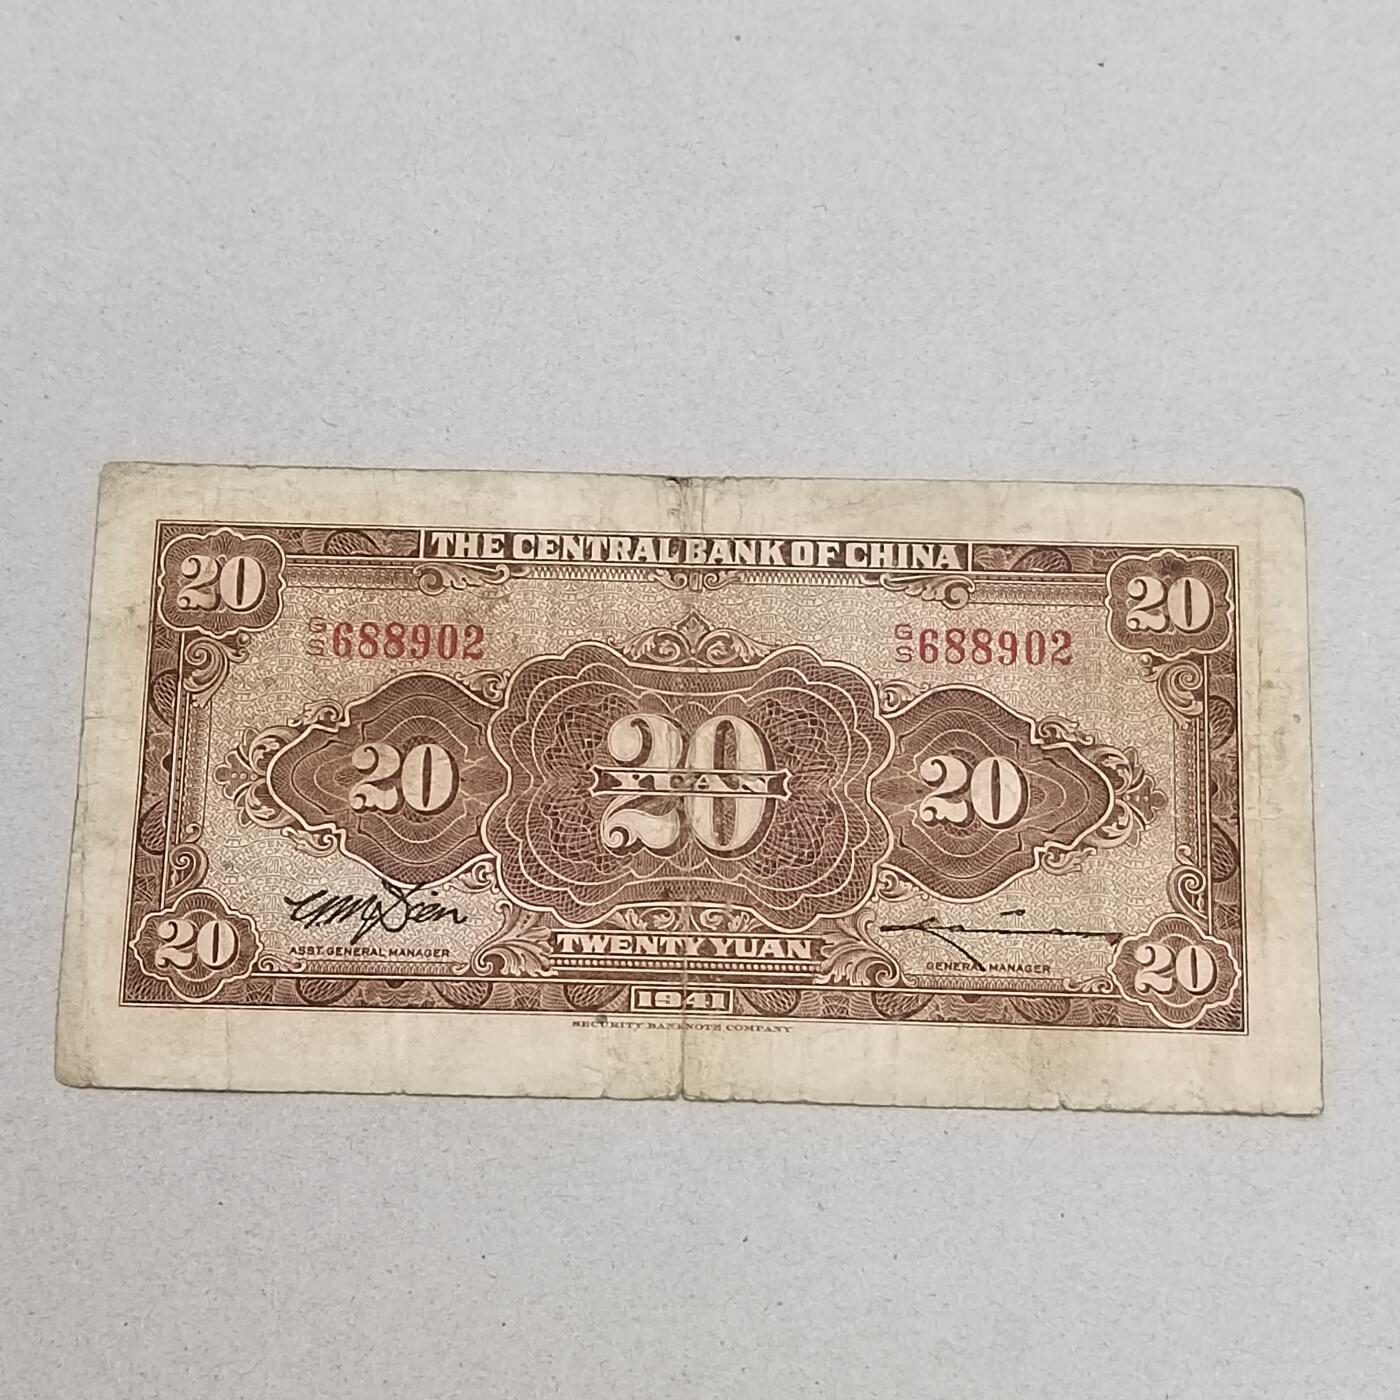 THE CENTRAL BANK OF CHINA
20 20
G/S 688902 G/S 688902
20 20 YUAN 20
ASST. GENERAL MANAGER GENERAL MANAGER
20 TWENTY YUAN 20
1941
SECURITY BANKNOTE COMPANY